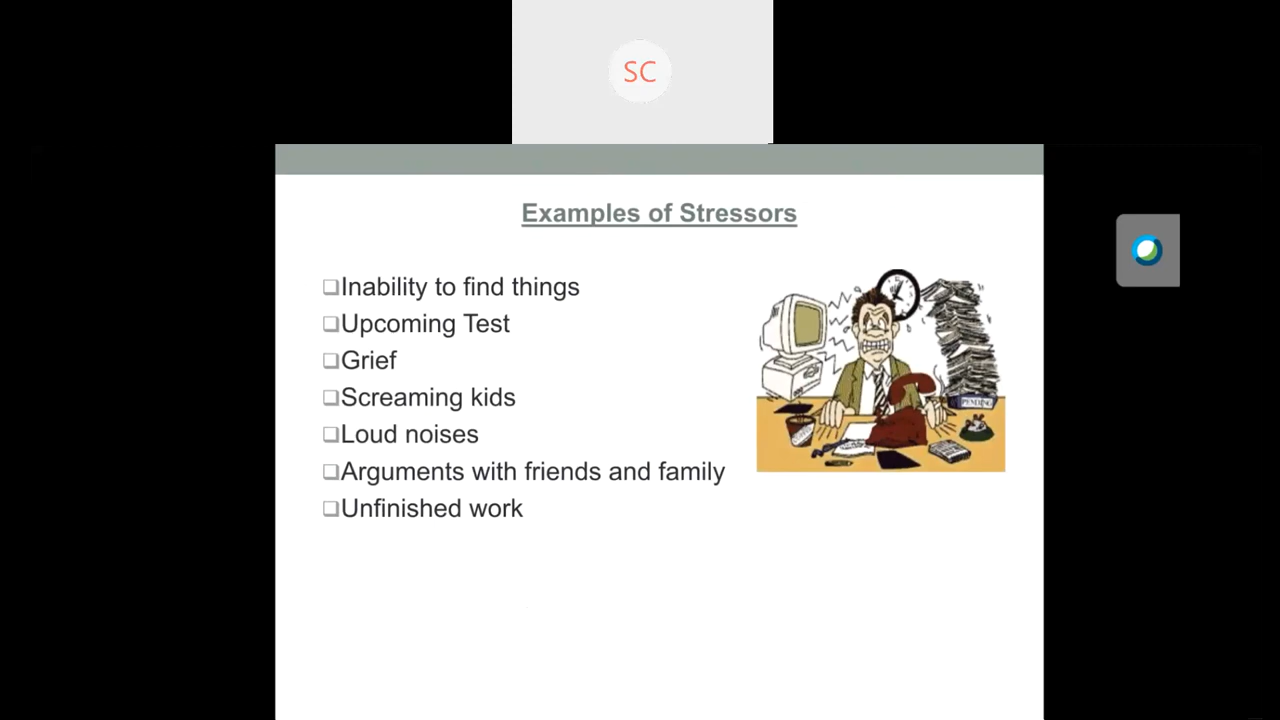 SC
Examples of Stressors
❑Inability to find things
❑Upcoming Test
❑Grief
❑Screaming kids
❑Loud noises
❑Arguments with friends and family
❑Unfinished work
PENDING